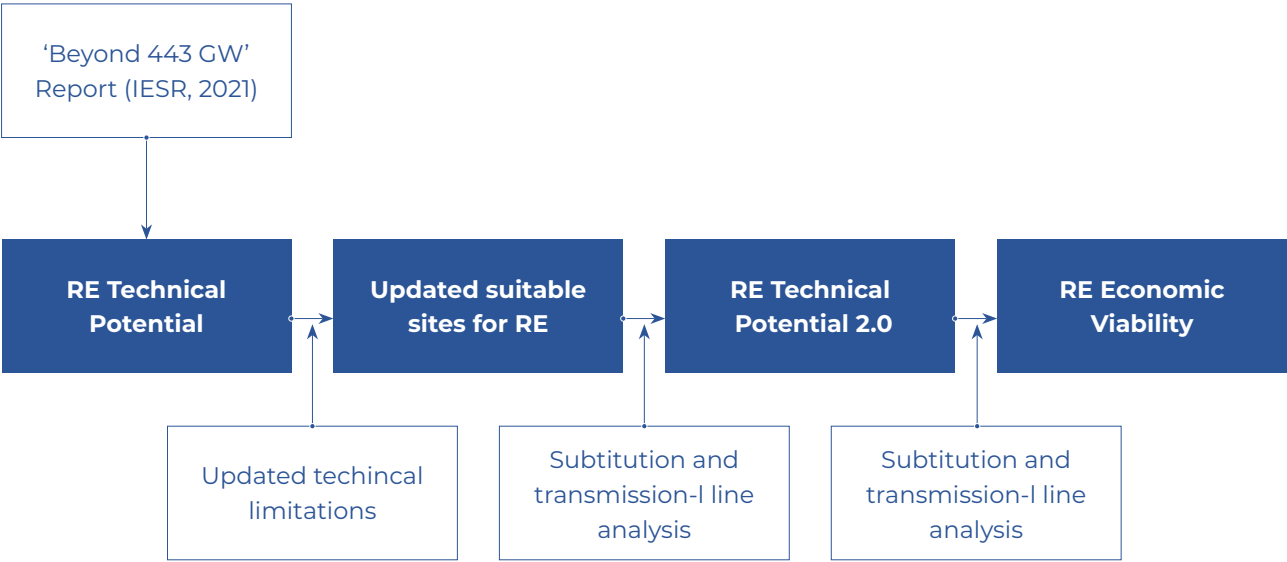 ‘Beyond 443 GW’
Report (IESR, 2021)
RE Technical
Potential
Updated suitable
sites for RE
RE Technical
Potential 2.0
RE Economic
Viability
Updated techincal
limitations
Subtitution and
transmission-l line
analysis
Subtitution and
transmission-l line
analysis